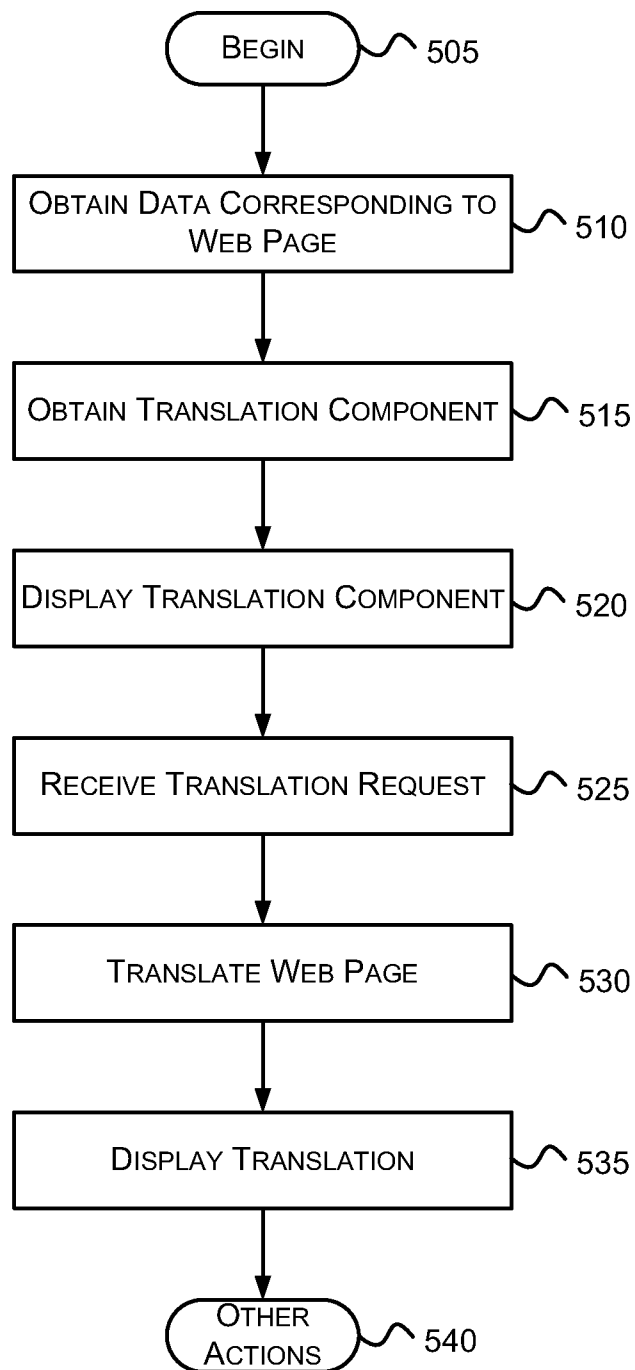 BEGIN
505
OBTAIN DATA CORRESPONDING TO
WEB PAGE
510
OBTAIN TRANSLATION COMPONENT
515
DISPLAY TRANSLATION COMPONENT
520
RECEIVE TRANSLATION REQUEST
525
TRANSLATE WEB PAGE
530
DISPLAY TRANSLATION
535
OTHER
ACTIONS
540